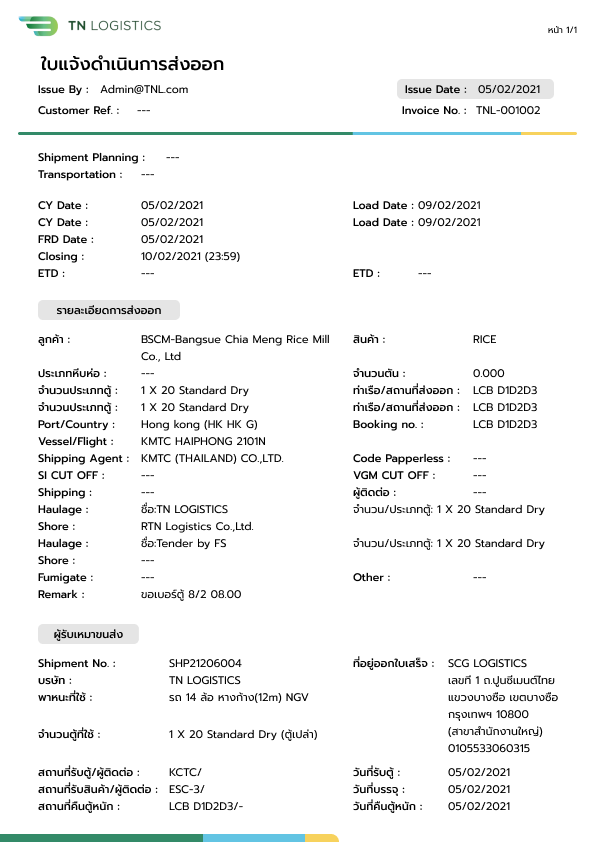 TN LOGISTICS
หน้า 1/1
ใบแจ้งดำเนินการส่งออก
Issue By : Admin@TNL.com Issue Date : 05/02/2021
Customer Ref. : --- Invoice No. : TNL-001002
Shipment Planning : ---
Transportation : ---
CY Date : 05/02/2021 Load Date : 09/02/2021
CY Date : 05/02/2021 Load Date : 09/02/2021
FRD Date : 05/02/2021
Closing : 10/02/2021 (23:59)
ETD : --- ETD : ---
รายละเอียดการส่งออก
ลูกค้า : BSCM-Bangsue Chia Meng Rice Mill สินค้า : RICE
Co., Ltd
ประเภทหีบห่อ : --- จำนวนตัน : 0.000
จำนวนประเภทตู้ : 1 X 20 Standard Dry ท่าเรือ/สถานที่ส่งออก : LCB D1D2D3
จำนวนประเภทตู้ : 1 X 20 Standard Dry ท่าเรือ/สถานที่ส่งออก : LCB D1D2D3
Port/Country : Hong kong (HK HK G) Booking no. : LCB D1D2D3
Vessel/Flight : KMTC HAIPHONG 2101N
Shipping Agent : KMTC (THAILAND) CO.,LTD. Code Papperless : ---
SI CUT OFF : --- VGM CUT OFF : ---
Shipping : --- ผู้ติดต่อ : ---
Haulage : ชื่อ:TN LOGISTICS จำนวน/ประเภทตู้: 1 X 20 Standard Dry
Shore : RTN Logistics Co.,Ltd.
Haulage : ชื่อ:Tender by FS จำนวน/ประเภทตู้: 1 X 20 Standard Dry
Shore : ---
Fumigate : --- Other : ---
Remark : ขอเบอร์ตู้ 8/2 08.00
ผู้รับเหมาขนส่ง
Shipment No. : SHP21206004 ที่อยู่ออกใบเสร็จ : SCG LOGISTICS
บริษัท : TN LOGISTICS เลขที่ 1 ถ.ปูนซีเมนต์ไทย
พาหนะที่ใช้ : รถ 14 ล้อ หางก้าง(12m) NGV แขวงบางซื่อ เขตบางซื่อ
กรุงเทพฯ 10800
จำนวนตู้ที่ใช้ : 1 X 20 Standard Dry (ตู้เปล่า) (สาขาสำนักงานใหญ่)
0105533060315
สถานที่รับตู้/ผู้ติดต่อ : KCTC/ วันที่รับตู้ : 05/02/2021
สถานที่รับสินค้า/ผู้ติดต่อ : ESC-3/ วันที่บรรจุ : 05/02/2021
สถานที่คืนตู้หนัก : LCB D1D2D3/- วันที่คืนตู้หนัก : 05/02/2021